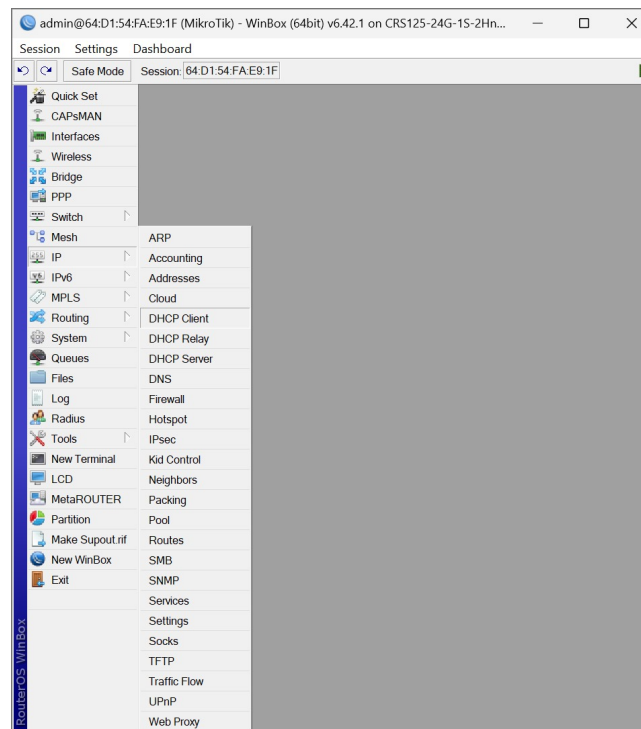 admin@64:D1:54:FA:E9:1F (MikroTik) - WinBox (64bit) v6.42.1 on CRS125-24G-1S-2Hn...
Session Settings Dashboard
Safe Mode Session: 64:D1:54:FA:E9:1F
Quick Set
CAPsMAN
Interfaces
Wireless
Bridge
PPP
Switch
Mesh
IP
IPv6
MPLS
Routing
System
Queues
Files
Log
Radius
Tools
New Terminal
LCD
MetaROUTER
Partition
Make Supout.rif
New WinBox
Exit
ARP
Accounting
Addresses
Cloud
DHCP Client
DHCP Relay
DHCP Server
DNS
Firewall
Hotspot
IPsec
Kid Control
Neighbors
Packing
Pool
Routes
SMB
SNMP
Services
Settings
Socks
TFTP
Traffic Flow
UPnP
Web Proxy
RouterOS WinBox